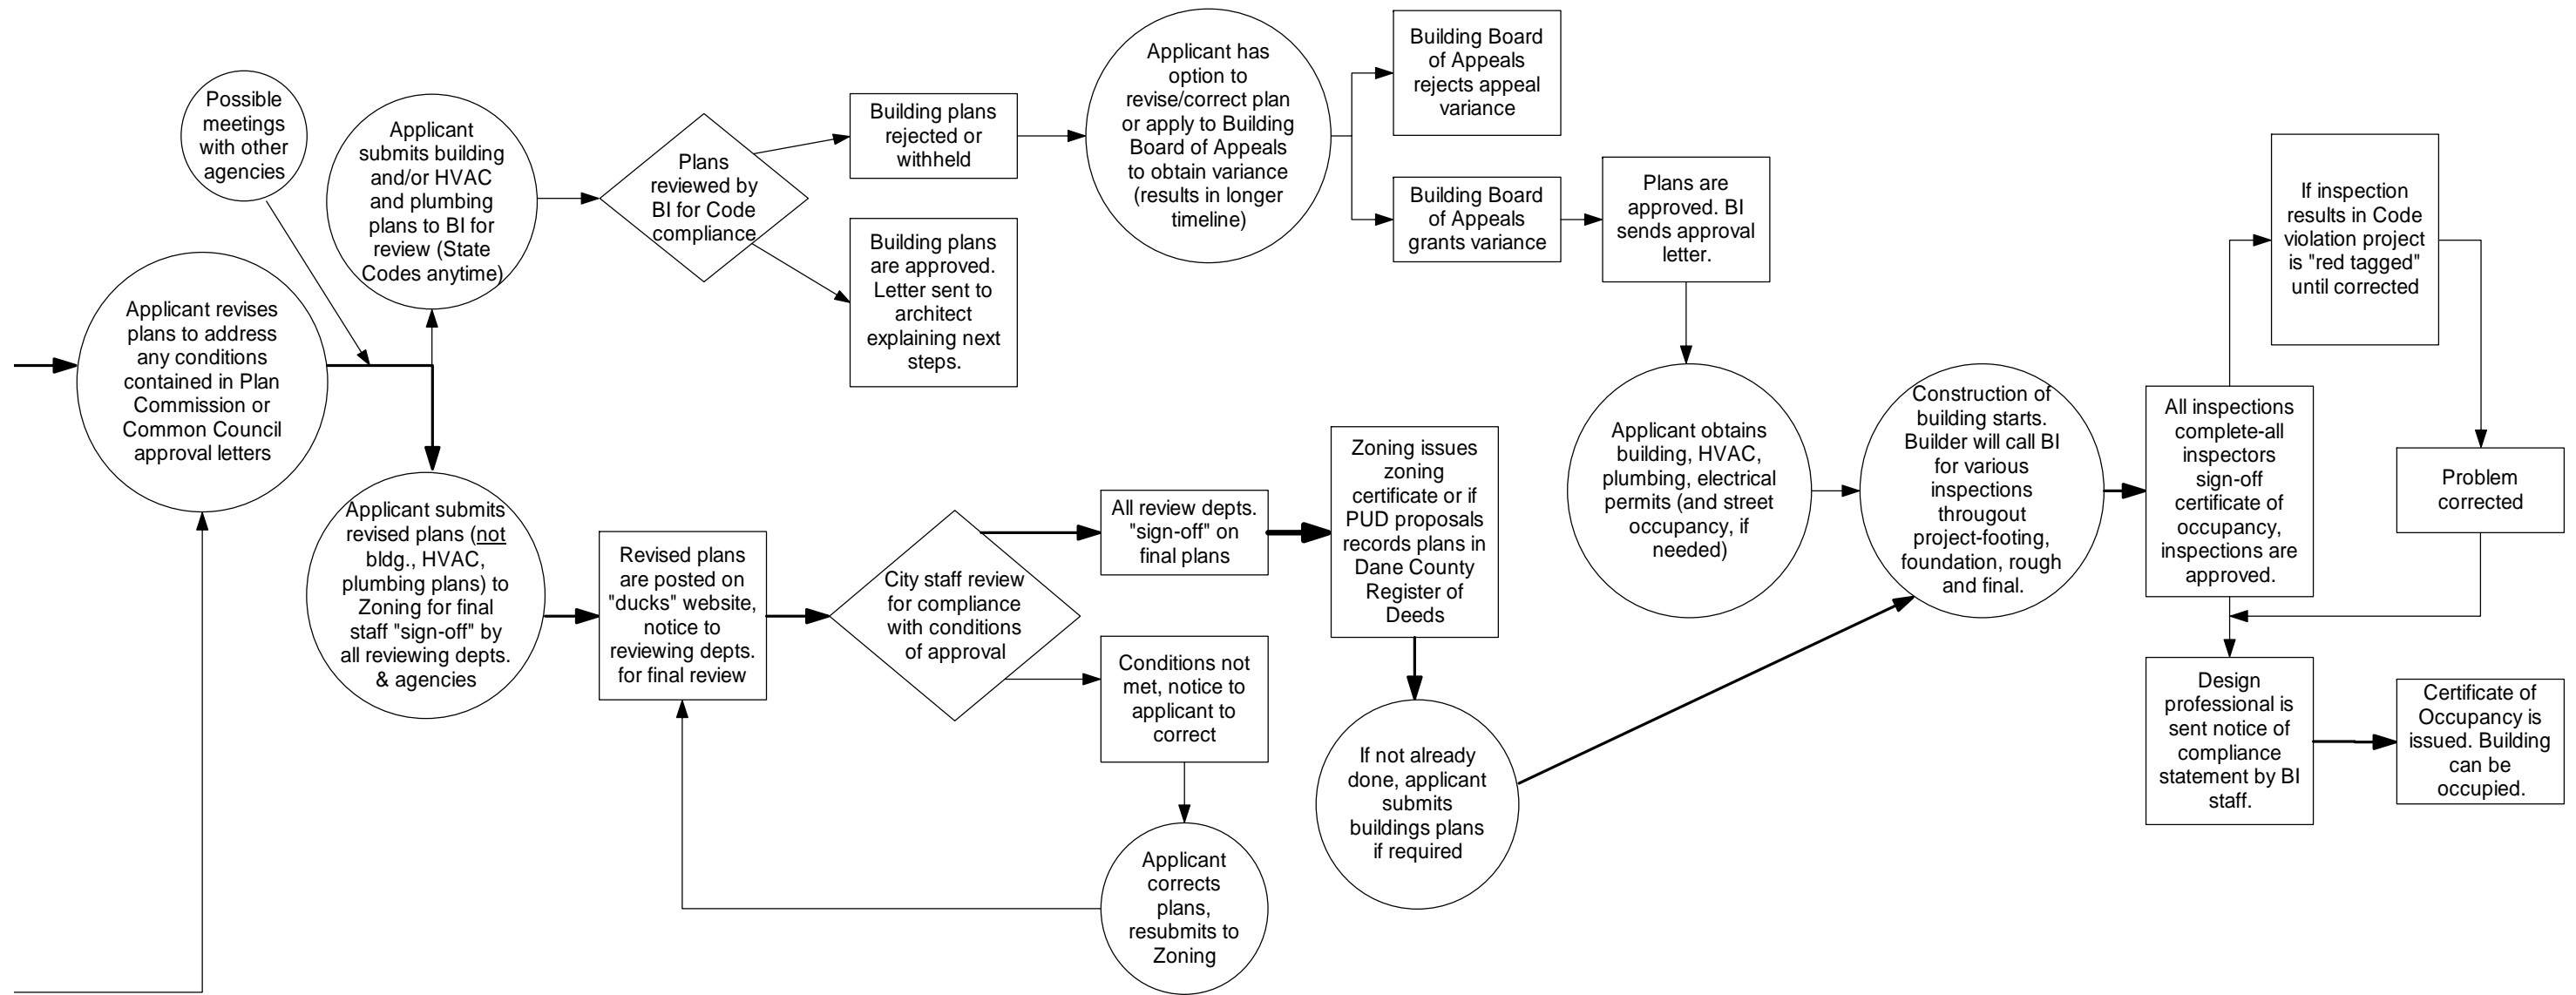 Possible
meetings
with other
agencies
Applicant
submits building
and/or HVAC
and plumbing
plans to BI for
review (State
Codes anytime)
Plans
reviewed by
BI for Code
compliance
Building plans
rejected or
withheld
Building plans
are approved.
Letter sent to
architect
explaining next
steps.
Applicant has
option to
revise/correct plan
or apply to Building
Board of Appeals
to obtain variance
(results in longer
timeline)
Building Board
of Appeals
rejects appeal
variance
Building Board
of Appeals
grants variance
Plans are
approved. BI
sends approval
letter.
If inspection
results in Code
violation project
is "red tagged"
until corrected
Applicant revises
plans to address
any conditions
contained in Plan
Commission or
Common Council
approval letters
Applicant submits
revised plans (not
bldg., HVAC,
plumbing plans) to
Zoning for final
staff "sign-off" by
all reviewing depts.
& agencies
Revised plans
are posted on
"ducks" website,
notice to
reviewing depts.
for final review
City staff review
for compliance
with conditions
of approval
All review depts.
"sign-off" on
final plans
Conditions not
met, notice to
applicant to
correct
Applicant
corrects
plans,
resubmits to
Zoning
Zoning issues
zoning
certificate or if
PUD proposals
records plans in
Dane County
Register of
Deeds
If not already
done, applicant
submits
buildings plans
if required
Applicant obtains
building, HVAC,
plumbing, electrical
permits (and street
occupancy, if
needed)
Construction of
building starts.
Builder will call BI
for various
inspections
througout
project-footing,
foundation, rough
and final.
All inspections
complete-all
inspectors
sign-off
certificate of
occupancy,
inspections are
approved.
Problem
corrected
Design
professional is
sent notice of
compliance
statement by BI
staff.
Certificate of
Occupancy is
issued. Building
can be
occupied.